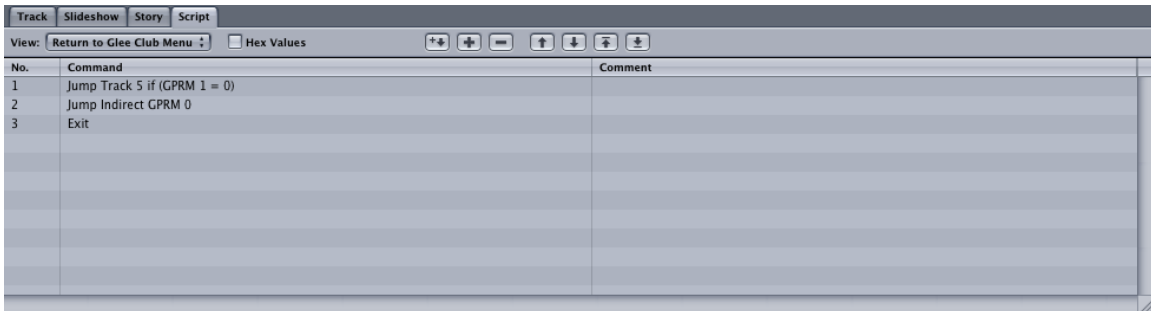 Track Slideshow Story Script
View: Return to Glee Club Menu Hex Values
No. Command Comment
1 Jump Track 5 if (GPRM 1 = 0)
2 Jump Indirect GPRM 0
3 Exit